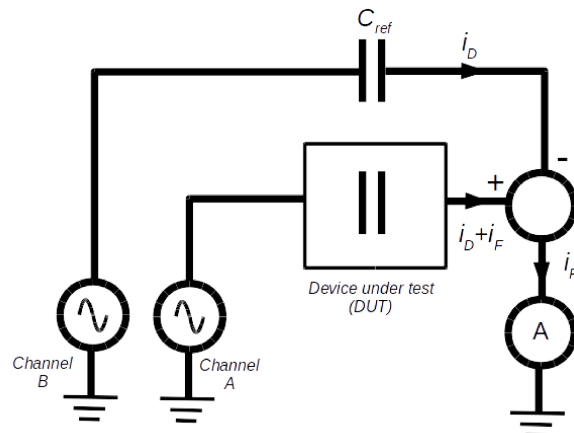 C_ref
i_D
-
+
i_D+i_F
Device under test
(DUT)
A
Channel
B
Channel
A